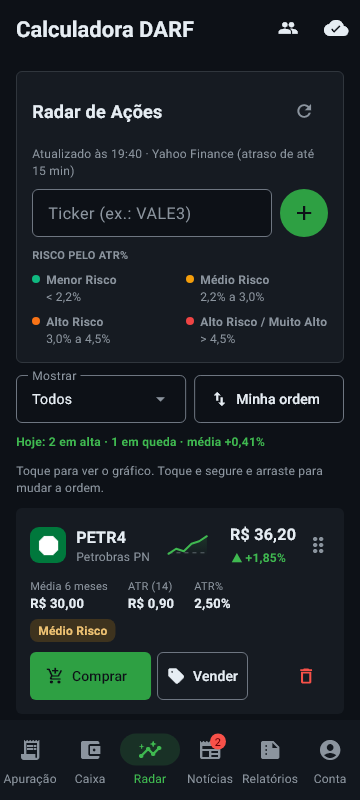 Calculadora DARF
Radar de Ações
Atualizado às 19:40 · Yahoo Finance (atraso de até
15 min)
Ticker (ex.: VALE3)
RISCO PELO ATR%
Menor Risco
< 2,2%
Médio Risco
2,2% a 3,0%
Alto Risco
3,0% a 4,5%
Alto Risco / Muito Alto
> 4,5%
Mostrar
Todos
Minha ordem
Hoje: 2 em alta · 1 em queda · média +0,41%
Toque para ver o gráfico. Toque e segure e arraste para
mudar a ordem.
PETR4
Petrobras PN
R$ 36,20
▲ +1,85%
Média 6 meses
R$ 30,00
ATR (14)
R$ 0,90
ATR%
2,50%
Médio Risco
Comprar
Vender
Apuração
Caixa
Radar
2
Notícias
Relatórios
Conta